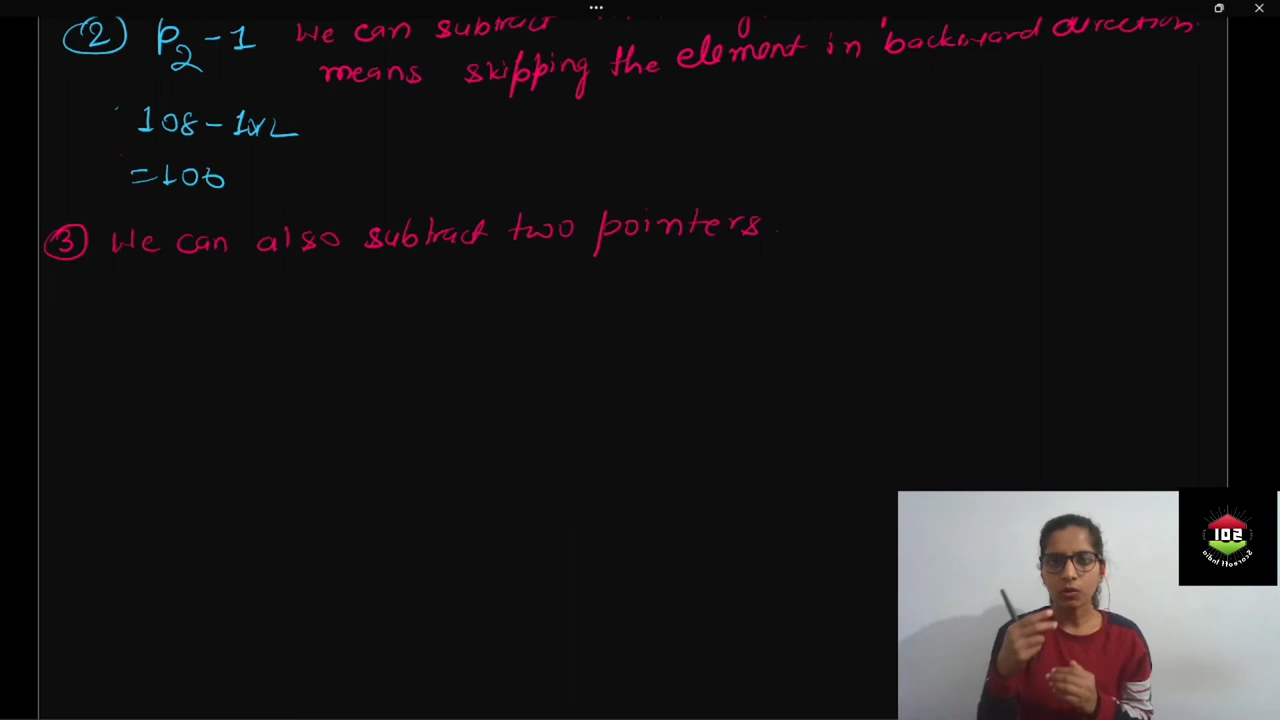 ② P2 - 1 We can subtract
means skipping the element in backward direction.
108 - 1x2
= 106
③ We can also subtract two pointers.